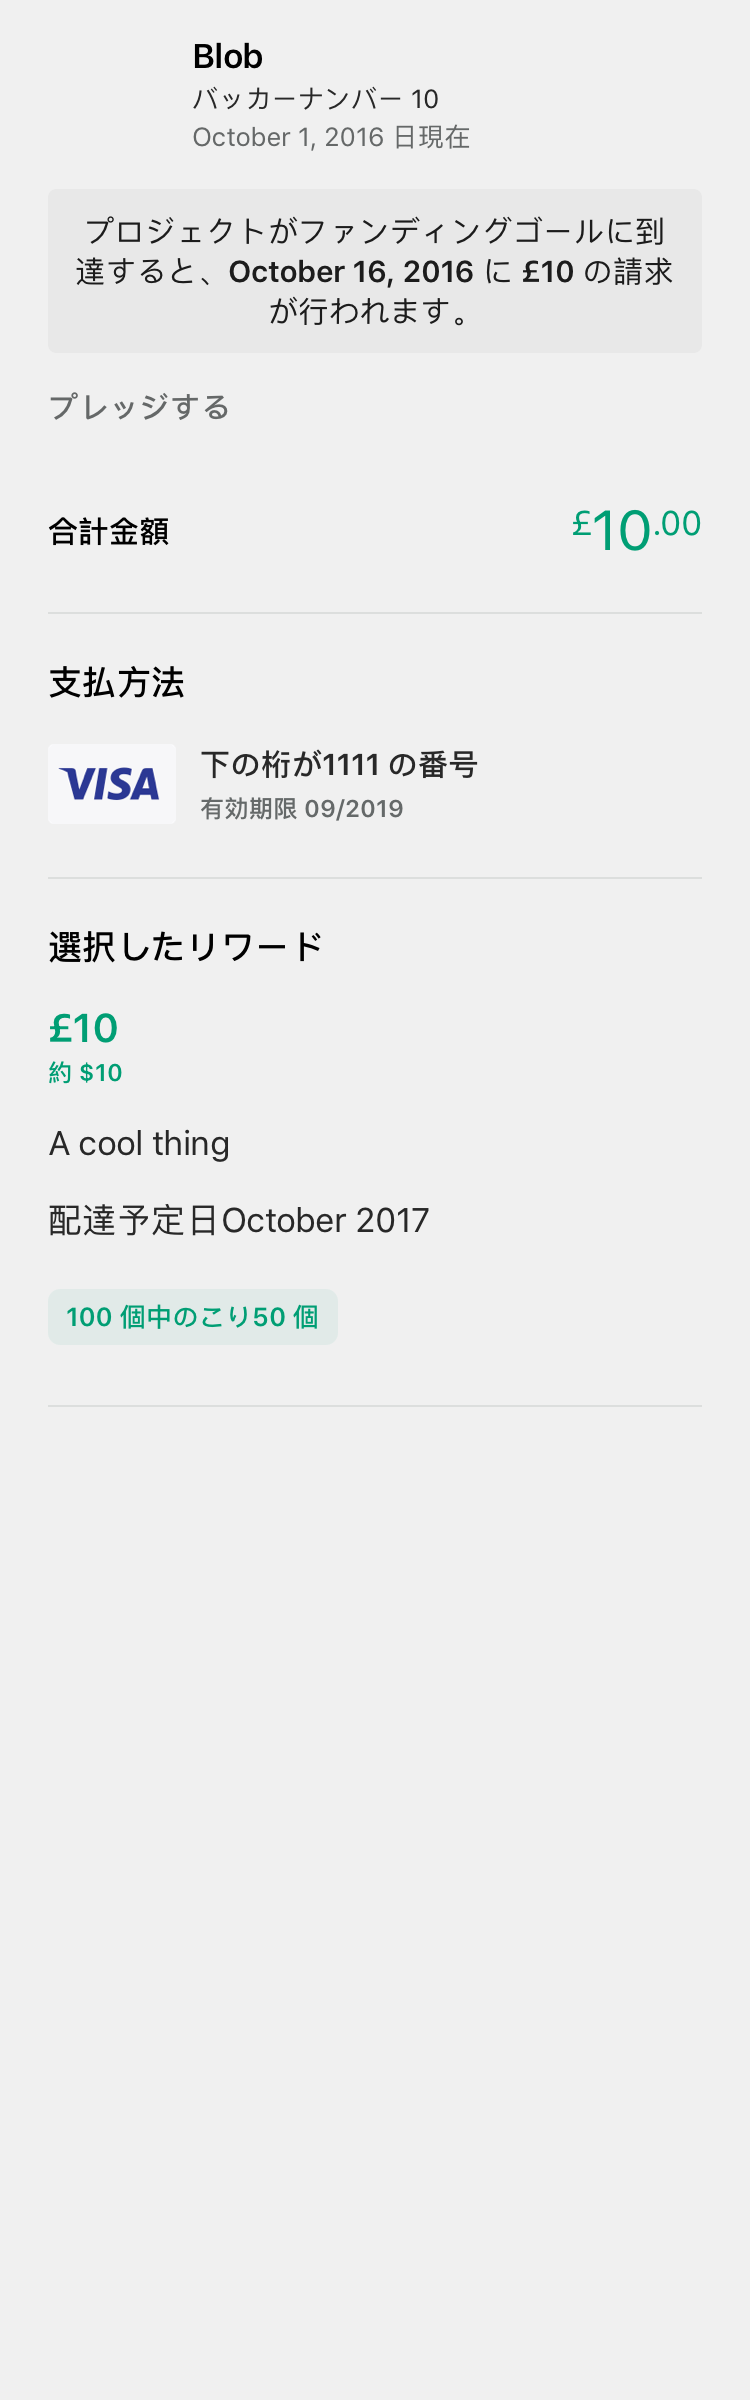 Blob
バッカーナンバー 10
October 1, 2016 日現在
プロジェクトがファンディングゴールに到
達すると、October 16, 2016 に £10 の請求
が行われます。
プレッジする
合計金額
£10.00
支払方法
VISA
下の桁が1111 の番号
有効期限 09/2019
選択したリワード
£10
約 $10
A cool thing
配達予定日October 2017
100 個中のこり50 個